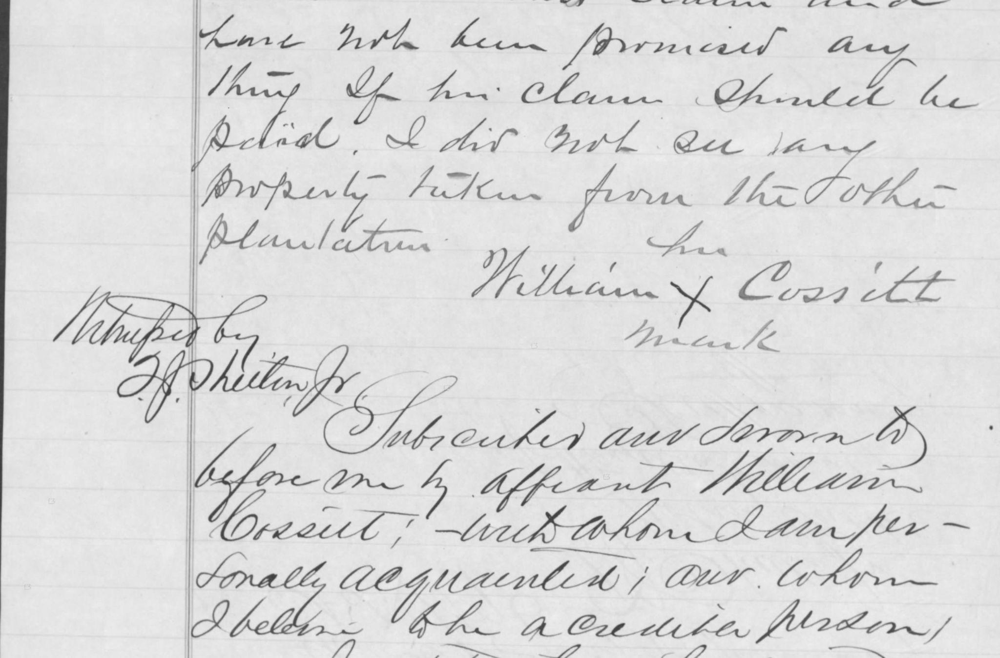 claim and
have not been promised any
thing If his claim should be
paid. I did not see any
property taken from the other
plantation
his
William X Cossitt
mark
Witnessed by
T. J. Shelton, Jr
Subscribed and sworn to
before me by affiant William
Cossitt; - with whom I am per-
sonally acquainted; and whom
I believe to be a credible person,